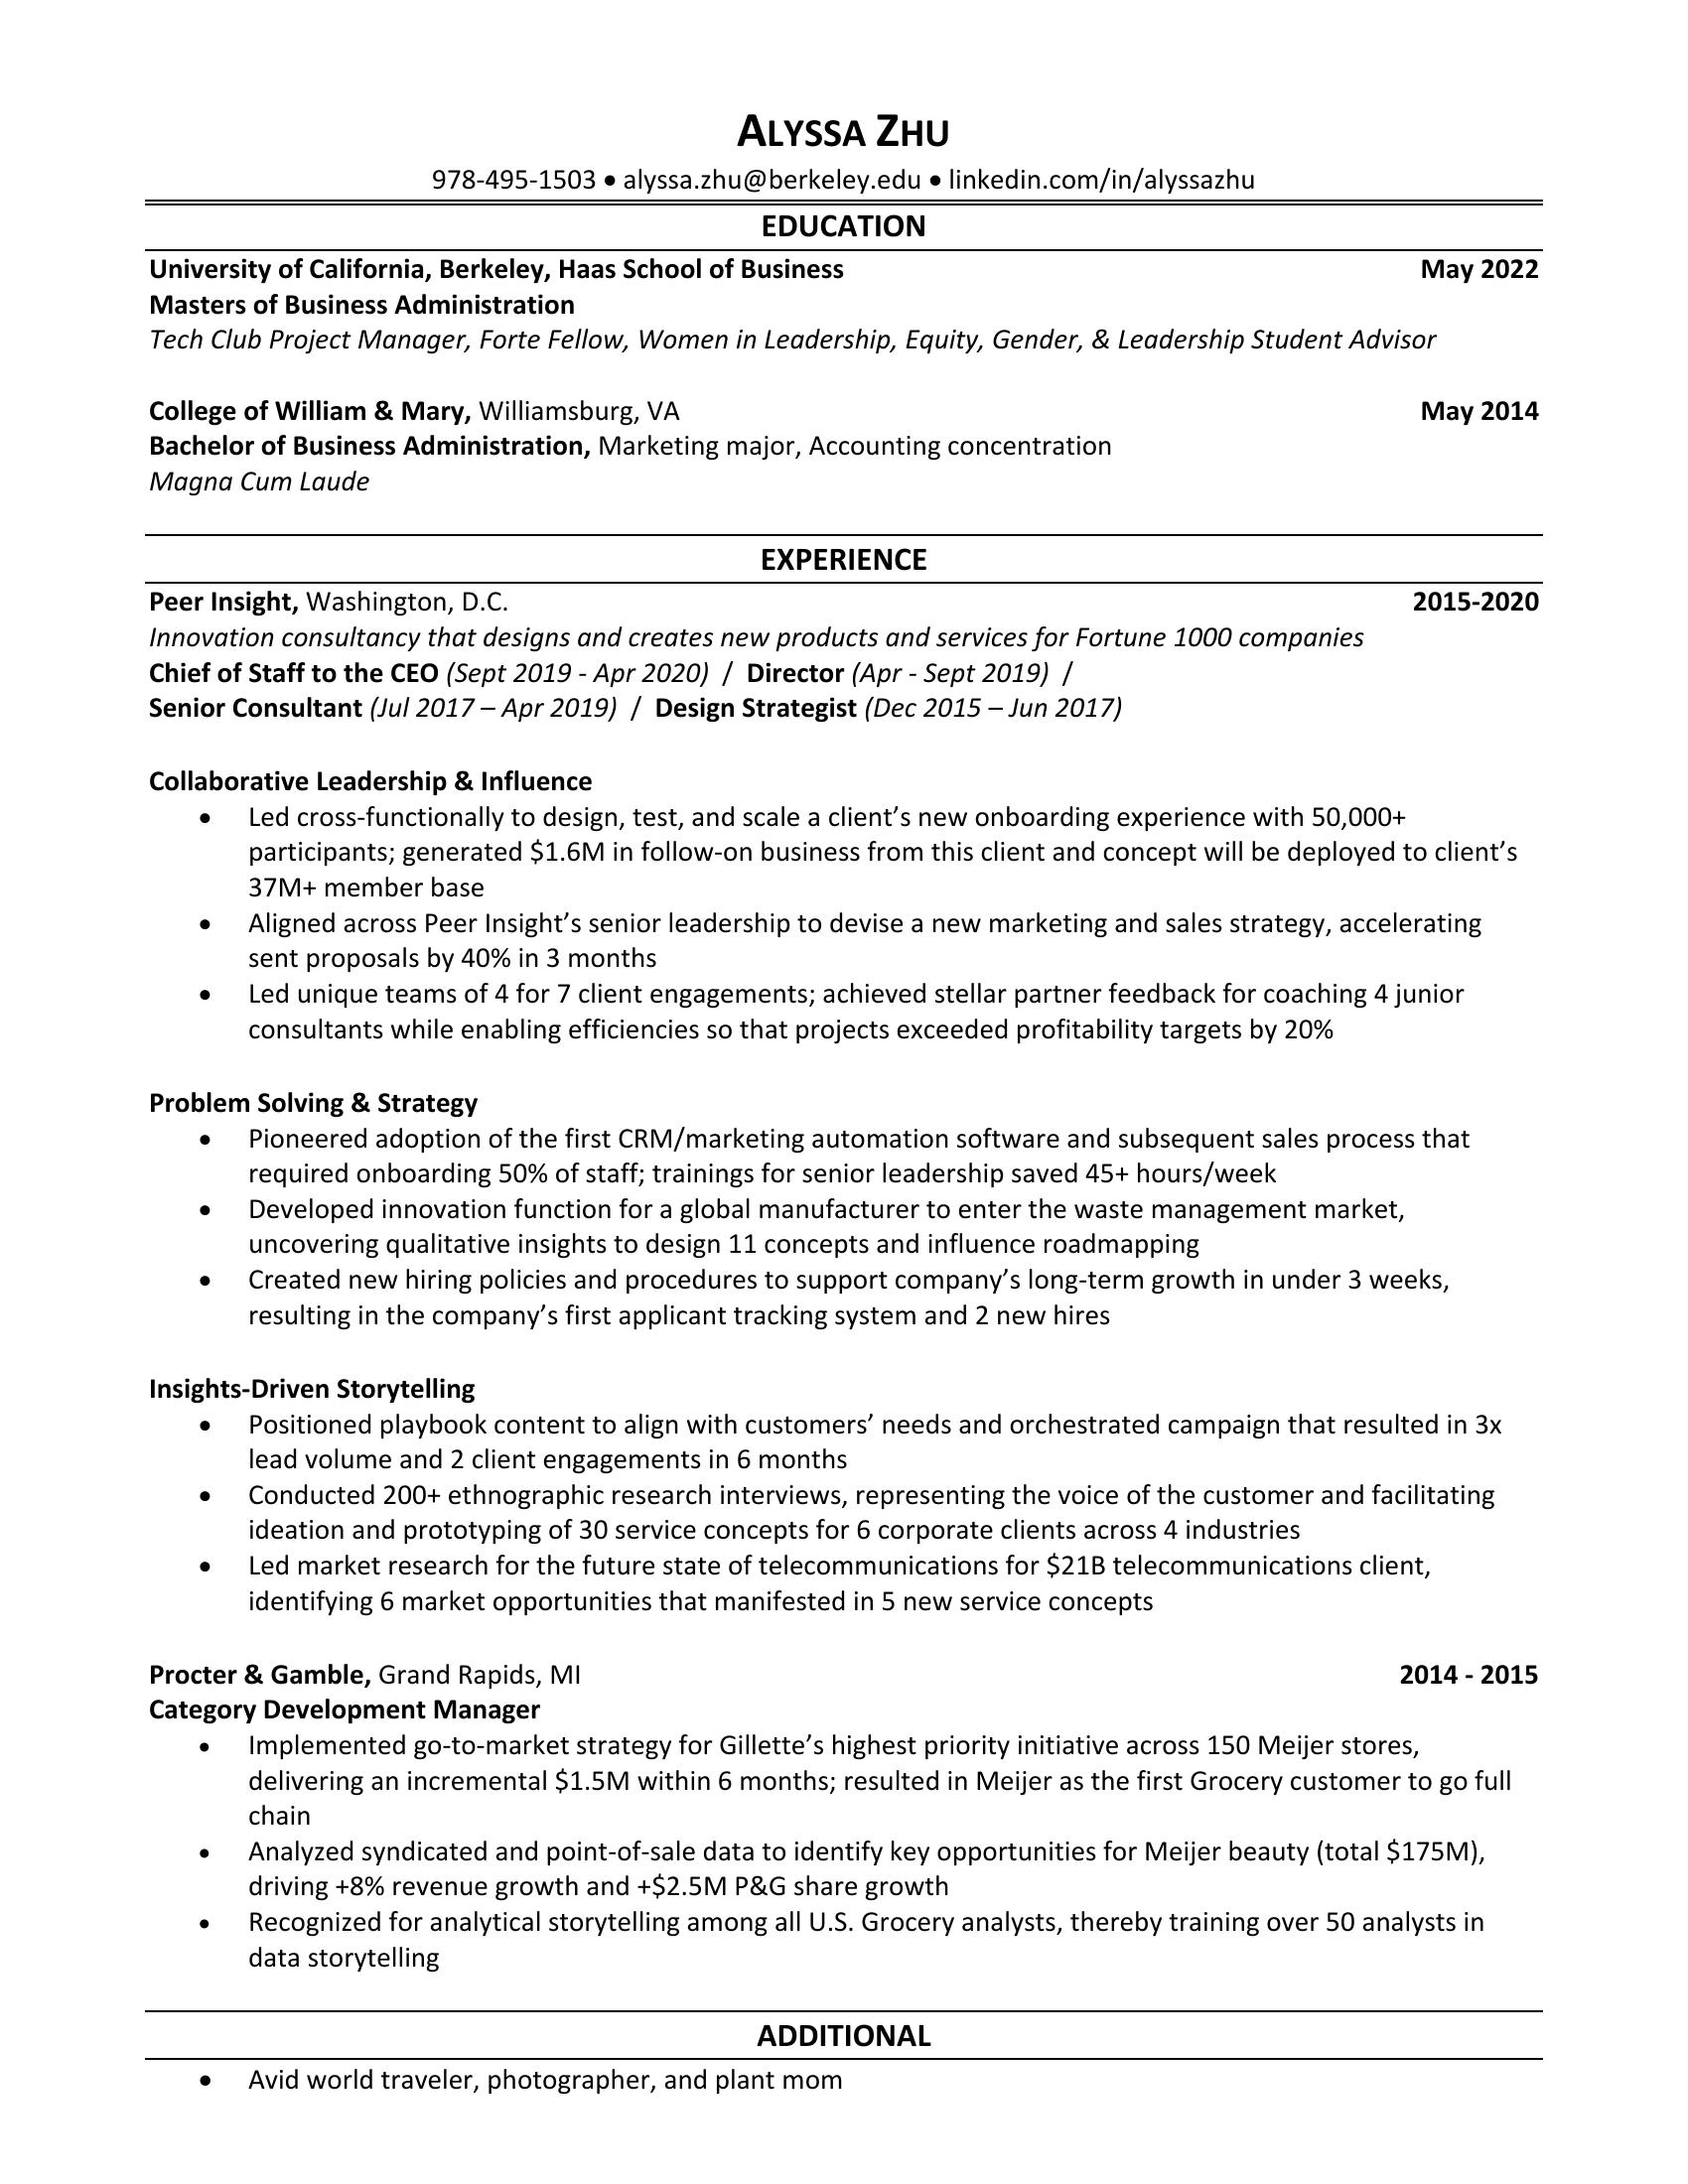 ALYSSA ZHU
978-495-1503 • alyssa.zhu@berkeley.edu • linkedin.com/in/alyssazhu
EDUCATION
University of California, Berkeley, Haas School of Business May 2022
Masters of Business Administration
Tech Club Project Manager, Forte Fellow, Women in Leadership, Equity, Gender, & Leadership Student Advisor
College of William & Mary, Williamsburg, VA May 2014
Bachelor of Business Administration, Marketing major, Accounting concentration
Magna Cum Laude
EXPERIENCE
Peer Insight, Washington, D.C. 2015-2020
Innovation consultancy that designs and creates new products and services for Fortune 1000 companies
Chief of Staff to the CEO (Sept 2019 - Apr 2020) / Director (Apr - Sept 2019) /
Senior Consultant (Jul 2017 – Apr 2019) / Design Strategist (Dec 2015 – Jun 2017)
Collaborative Leadership & Influence
• Led cross-functionally to design, test, and scale a client’s new onboarding experience with 50,000+
participants; generated $1.6M in follow-on business from this client and concept will be deployed to client’s
37M+ member base
• Aligned across Peer Insight’s senior leadership to devise a new marketing and sales strategy, accelerating
sent proposals by 40% in 3 months
• Led unique teams of 4 for 7 client engagements; achieved stellar partner feedback for coaching 4 junior
consultants while enabling efficiencies so that projects exceeded profitability targets by 20%
Problem Solving & Strategy
• Pioneered adoption of the first CRM/marketing automation software and subsequent sales process that
required onboarding 50% of staff; trainings for senior leadership saved 45+ hours/week
• Developed innovation function for a global manufacturer to enter the waste management market,
uncovering qualitative insights to design 11 concepts and influence roadmapping
• Created new hiring policies and procedures to support company’s long-term growth in under 3 weeks,
resulting in the company’s first applicant tracking system and 2 new hires
Insights-Driven Storytelling
• Positioned playbook content to align with customers’ needs and orchestrated campaign that resulted in 3x
lead volume and 2 client engagements in 6 months
• Conducted 200+ ethnographic research interviews, representing the voice of the customer and facilitating
ideation and prototyping of 30 service concepts for 6 corporate clients across 4 industries
• Led market research for the future state of telecommunications for $21B telecommunications client,
identifying 6 market opportunities that manifested in 5 new service concepts
Procter & Gamble, Grand Rapids, MI 2014 - 2015
Category Development Manager
• Implemented go-to-market strategy for Gillette’s highest priority initiative across 150 Meijer stores,
delivering an incremental $1.5M within 6 months; resulted in Meijer as the first Grocery customer to go full
chain
• Analyzed syndicated and point-of-sale data to identify key opportunities for Meijer beauty (total $175M),
driving +8% revenue growth and +$2.5M P&G share growth
• Recognized for analytical storytelling among all U.S. Grocery analysts, thereby training over 50 analysts in
data storytelling
ADDITIONAL
• Avid world traveler, photographer, and plant mom